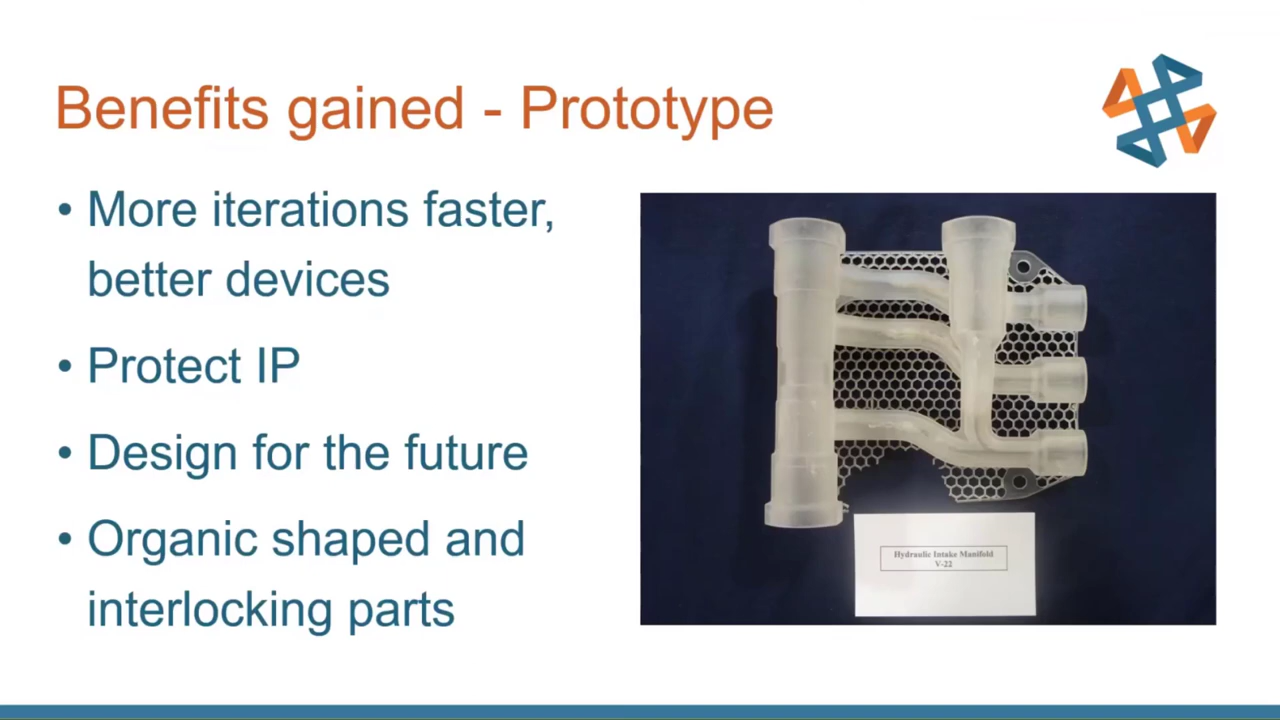 Benefits gained - Prototype
• More iterations faster,
better devices
• Protect IP
• Design for the future
• Organic shaped and
interlocking parts
Hydraulic Intake Manifold
V-22